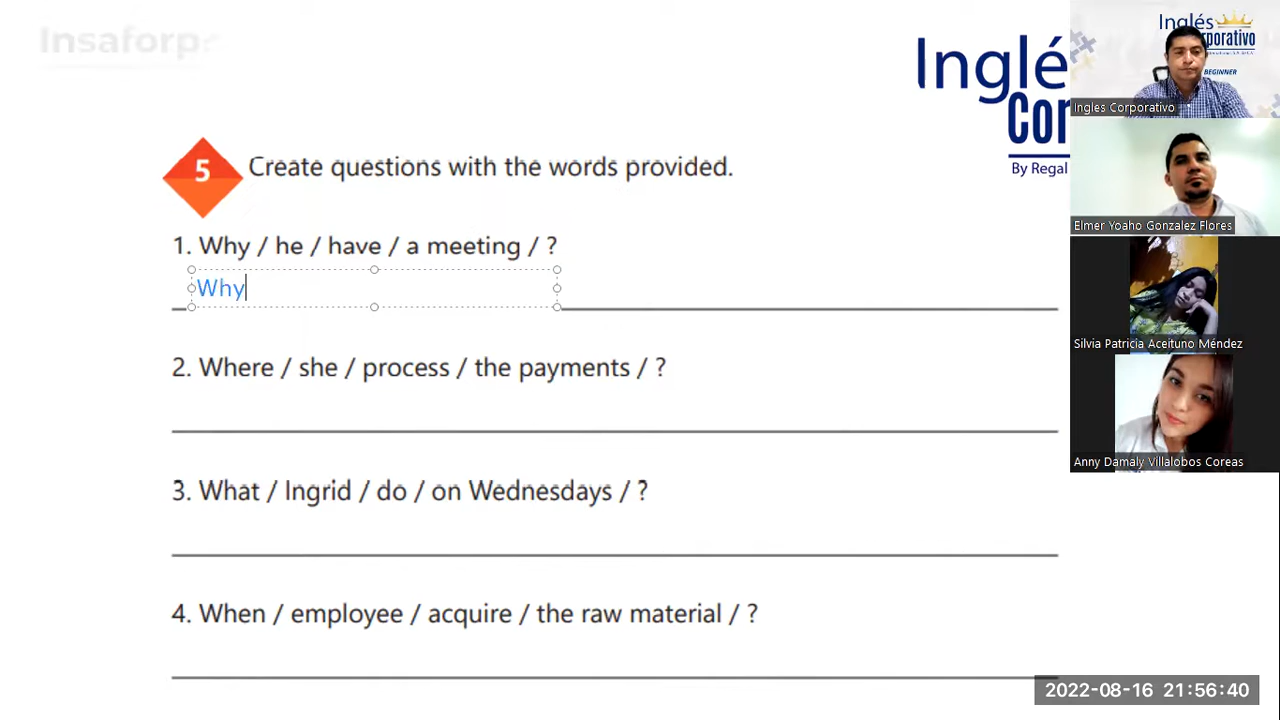 Insaforp
Inglé
Cor
By Regal
5 Create questions with the words provided.
1. Why / he / have / a meeting / ?
Why
2. Where / she / process / the payments / ?
3. What / Ingrid / do / on Wednesdays / ?
4. When / employee / acquire / the raw material / ?
Inglés
rporativo
BEGINNER
Ingles Corporativo
Elmer Yoaho Gonzalez Flores
Silvia Patricia Aceituno Méndez
Anny Damaly Villalobos Coreas
2022-08-16 21:56:40